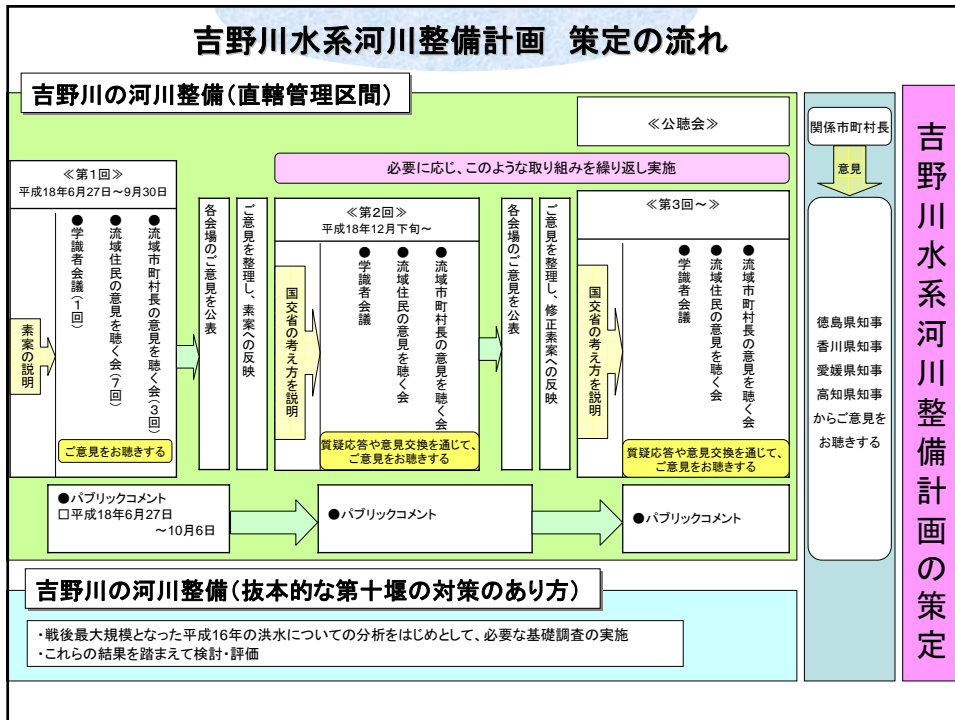 吉野川水系河川整備計画　策定の流れ
吉野川の河川整備（直轄管理区間）
≪公聴会≫
必要に応じ、このような取り組みを繰り返し実施
≪第1回≫
平成18年6月27日～9月30日
素案の説明
●学識者会議（1回）
●流域住民の意見を聴く会（7回）
●流域市町村長の意見を聴く会（3回）
ご意見をお聴きする
各会場のご意見を公表
ご意見を整理し、素案への反映
≪第2回≫
平成18年12月下旬～
国交省の考え方を説明
●学識者会議
●流域住民の意見を聴く会
●流域市町村長の意見を聴く会
質疑応答や意見交換を通じて、
ご意見をお聴きする
各会場のご意見を公表
ご意見を整理し、修正素案への反映
≪第3回～≫
国交省の考え方を説明
●学識者会議
●流域住民の意見を聴く会
●流域市町村長の意見を聴く会
質疑応答や意見交換を通じて、
ご意見をお聴きする
●パブリックコメント
□平成18年6月27日
～10月6日
●パブリックコメント
●パブリックコメント
吉野川の河川整備（抜本的な第十堰の対策のあり方）
・戦後最大規模となった平成16年の洪水についての分析をはじめとして、必要な基礎調査の実施
・これらの結果を踏まえて検討・評価
関係市町村長
意見
徳島県知事
香川県知事
愛媛県知事
高知県知事
からご意見を
お聴きする
吉野川水系河川整備計画の策定